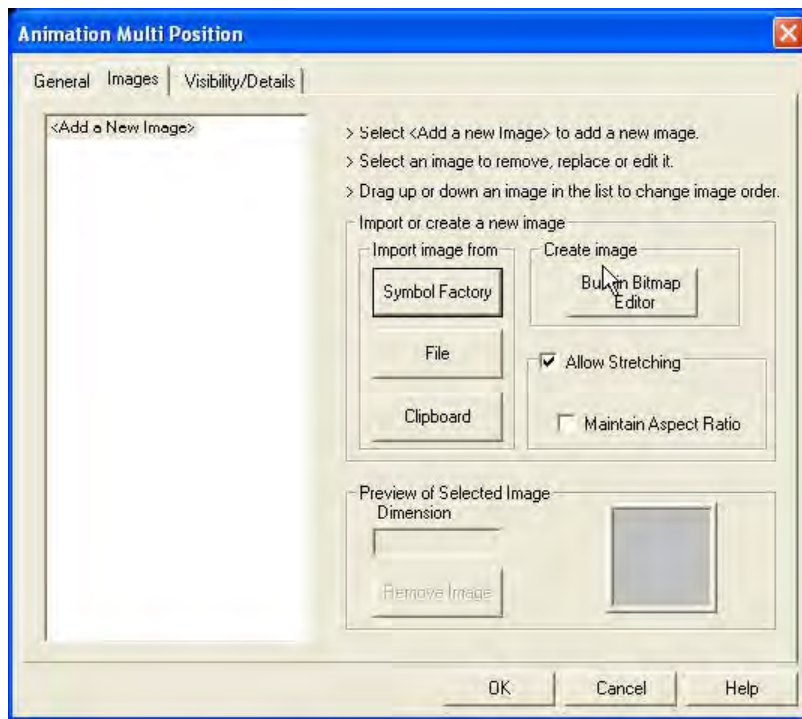 Animation Multi Position
General Images Visibility/Details
<Add a New Image>
> Select <Add a new Image> to add a new image.
> Select an image to remove, replace or edit it.
> Drag up or down an image in the list to change image order.
Import or create a new image
Import image from
Create image
Symbol Factory
Built-in Bitmap
Editor
File
Allow Stretching
Clipboard
Maintain Aspect Ratio
Preview of Selected Image
Dimension
Remove Image
OK Cancel Help